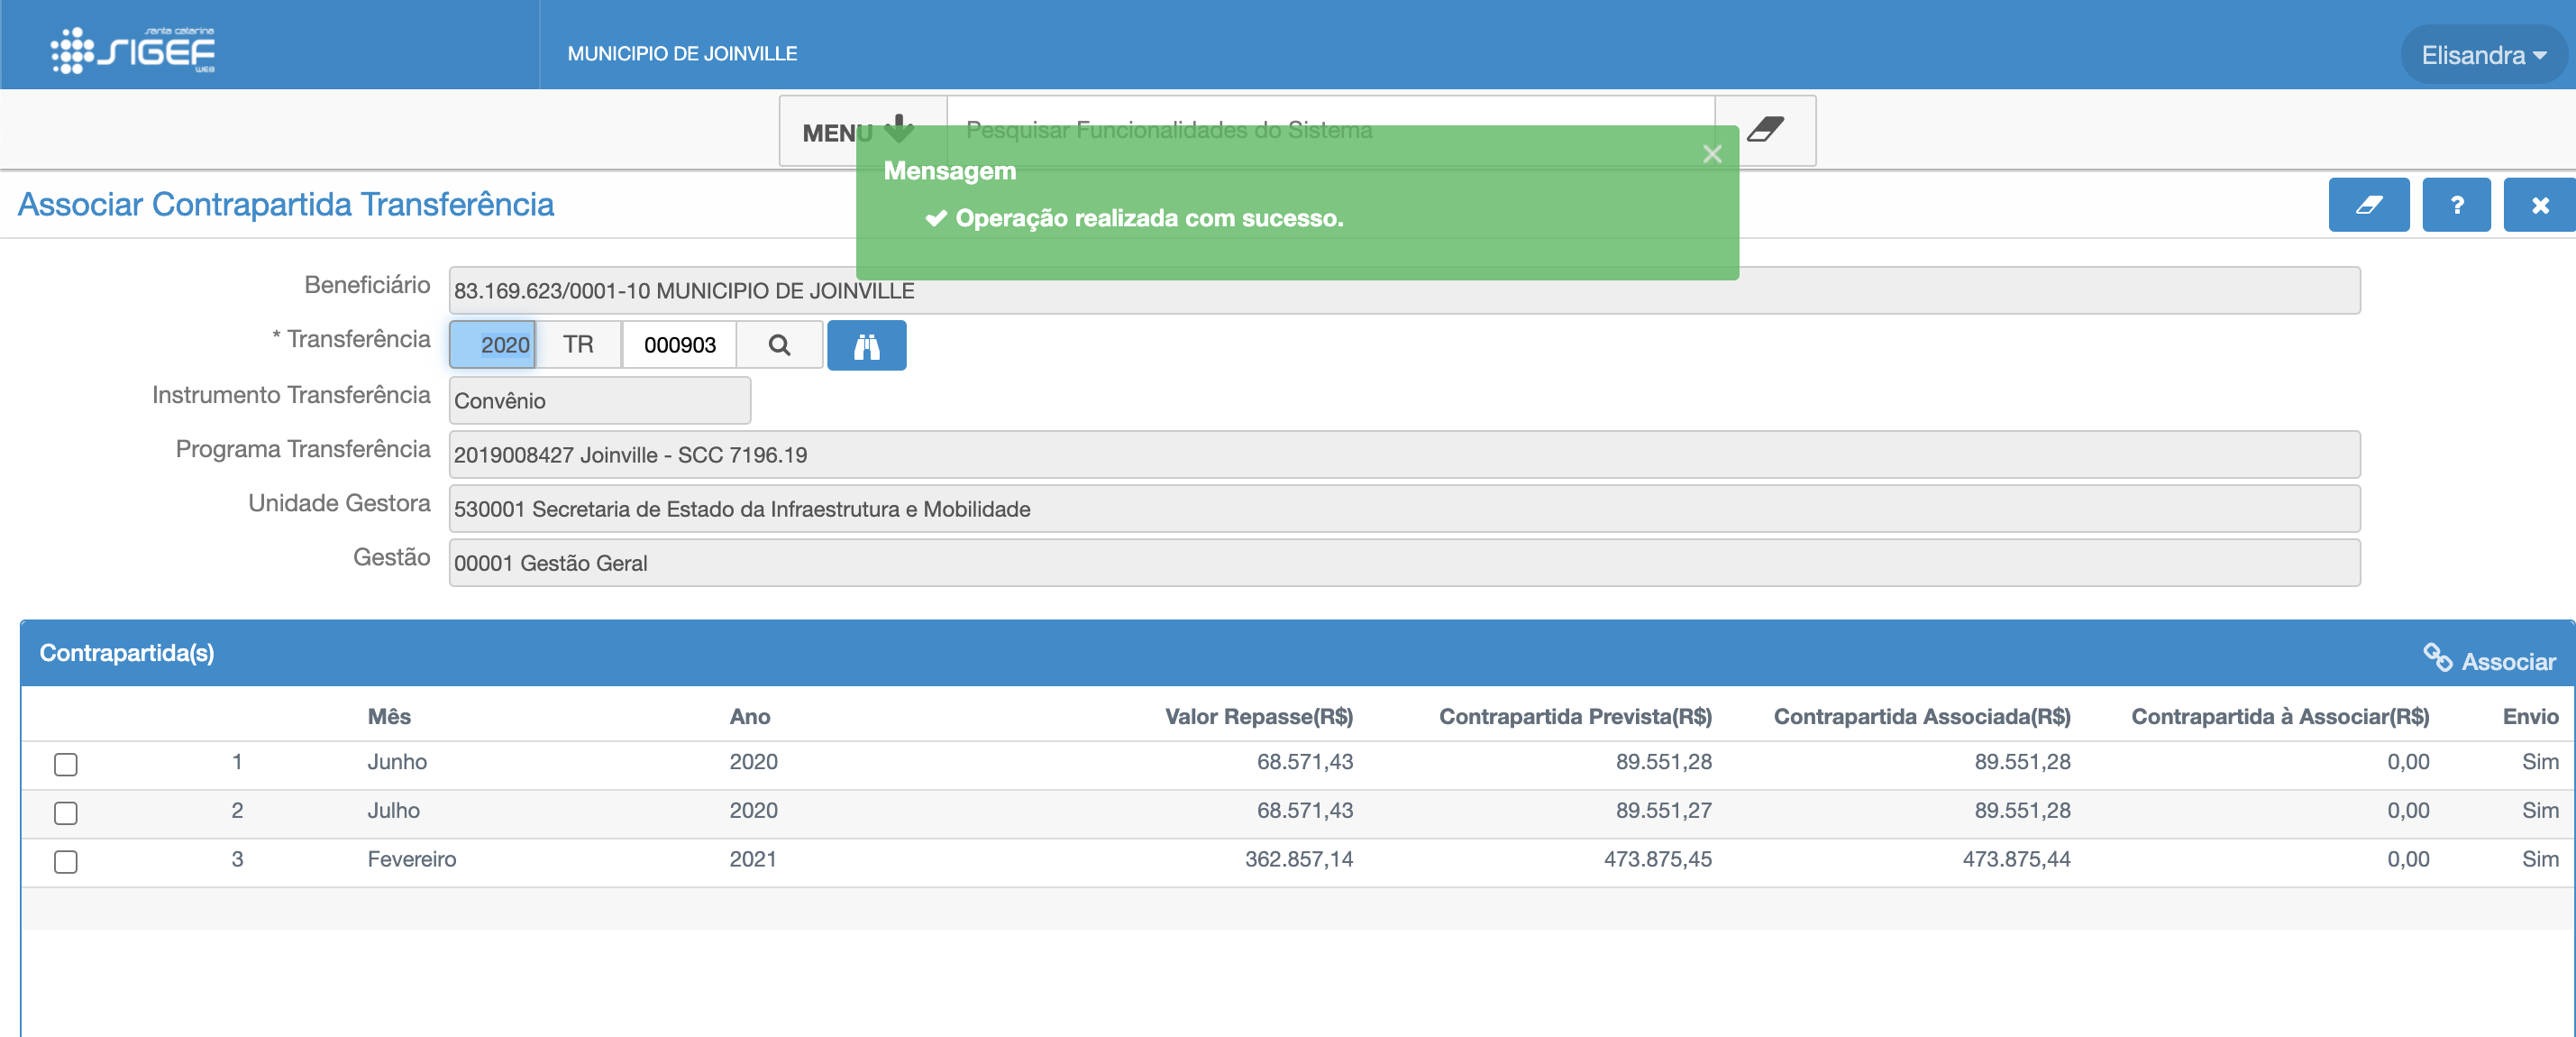 santa catarina
SIGEF
WEB
MUNICIPIO DE JOINVILLE
Elisandra
MENU
Pesquisar Funcionalidades do Sistema
Mensagem
Operação realizada com sucesso.
Associar Contrapartida Transferência
?
Beneficiário 83.169.623/0001-10 MUNICIPIO DE JOINVILLE
* Transferência 2020 TR 000903
Instrumento Transferência Convênio
Programa Transferência 2019008427 Joinville - SCC 7196.19
Unidade Gestora 530001 Secretaria de Estado da Infraestrutura e Mobilidade
Gestão 00001 Gestão Geral
Contrapartida(s) Associar
Mês Ano Valor Repasse(R$) Contrapartida Prevista(R$) Contrapartida Associada(R$) Contrapartida à Associar(R$) Envio
1 Junho 2020 68.571,43 89.551,28 89.551,28 0,00 Sim
2 Julho 2020 68.571,43 89.551,27 89.551,28 0,00 Sim
3 Fevereiro 2021 362.857,14 473.875,45 473.875,44 0,00 Sim